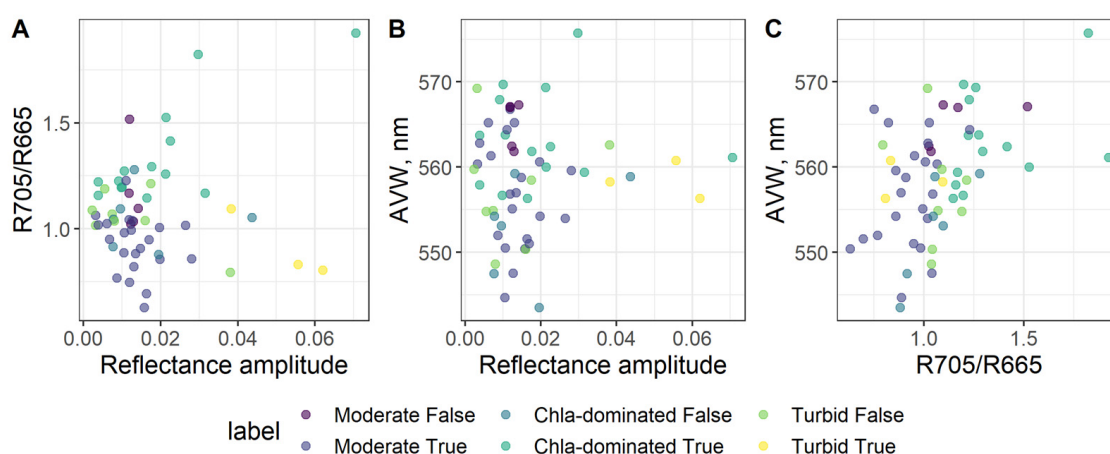 A
B
C
R705/R665
1.5
1.0
0.00
0.02
0.04
0.06
Reflectance amplitude
AVW, nm
570
560
550
0.00
0.02
0.04
0.06
Reflectance amplitude
AVW, nm
570
560
550
1.0
1.5
R705/R665
label
Moderate False
Chla-dominated False
Turbid False
Moderate True
Chla-dominated True
Turbid True